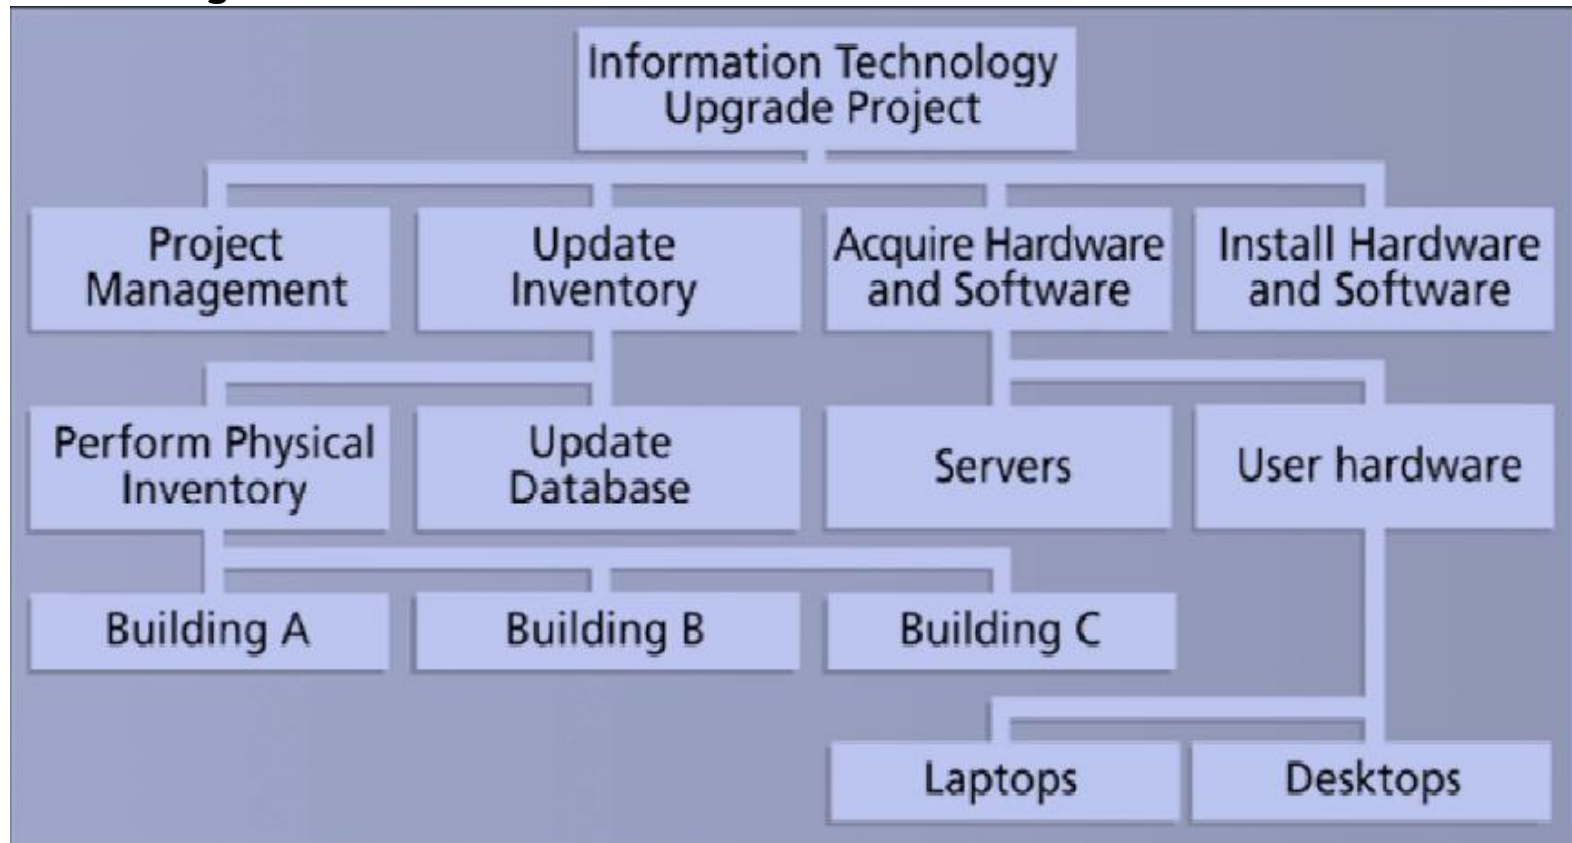 Information Technology
Upgrade Project
Project
Management
Update
Inventory
Acquire Hardware
and Software
Install Hardware
and Software
Perform Physical
Inventory
Update
Database
Servers
User hardware
Building A
Building B
Building C
Laptops
Desktops